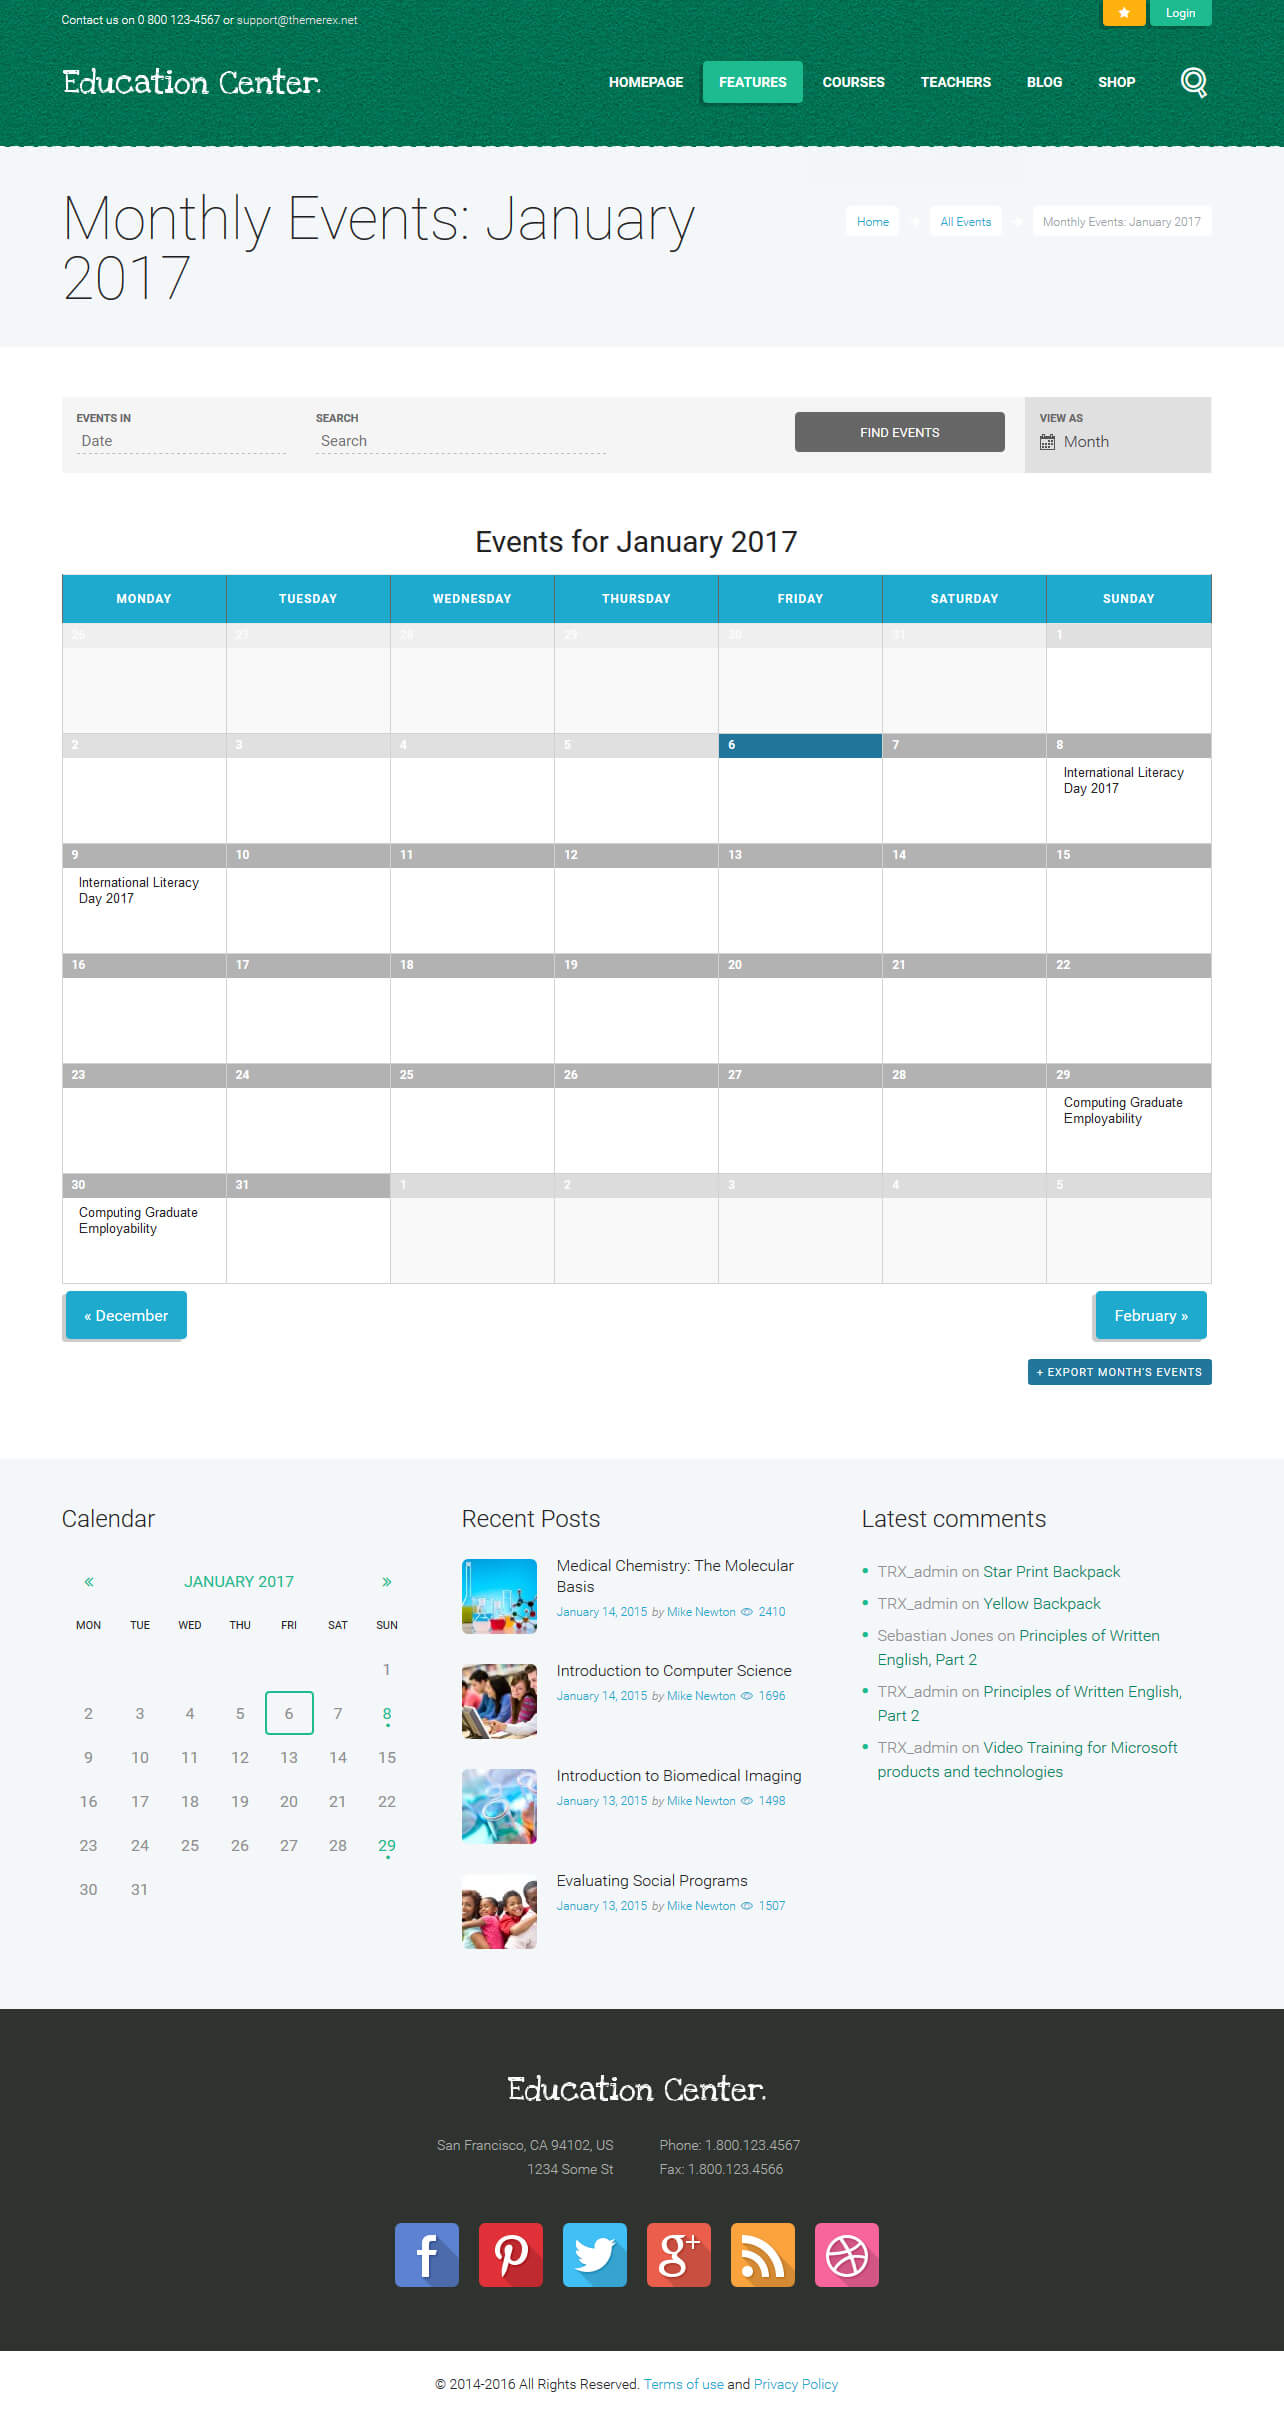 Contact us on 0 800 123-4567 or support@themerex.net
Login
Education Center.
HOMEPAGE FEATURES COURSES TEACHERS BLOG SHOP
Monthly Events: January
2017
Home All Events Monthly Events: January 2017
EVENTS IN SEARCH VIEW AS
Date Search FIND EVENTS Month
Events for January 2017
MONDAY TUESDAY WEDNESDAY THURSDAY FRIDAY SATURDAY SUNDAY
26 27 28 29 30 31 1
2 3 4 5 6 7 8
International Literacy
Day 2017
9 10 11 12 13 14 15
International Literacy
Day 2017
16 17 18 19 20 21 22
23 24 25 26 27 28 29
Computing Graduate
Employability
30 31 1 2 3 4 5
Computing Graduate
Employability
« December February »
+ EXPORT MONTH'S EVENTS
Calendar
« JANUARY 2017 »
MON TUE WED THU FRI SAT SUN
1
2 3 4 5 6 7 8
9 10 11 12 13 14 15
16 17 18 19 20 21 22
23 24 25 26 27 28 29
30 31
Recent Posts
Medical Chemistry: The Molecular
Basis
January 14, 2015 by Mike Newton 2410
Introduction to Computer Science
January 14, 2015 by Mike Newton 1696
Introduction to Biomedical Imaging
January 13, 2015 by Mike Newton 1498
Evaluating Social Programs
January 13, 2015 by Mike Newton 1507
Latest comments
TRX_admin on Star Print Backpack
TRX_admin on Yellow Backpack
Sebastian Jones on Principles of Written
English, Part 2
TRX_admin on Principles of Written English,
Part 2
TRX_admin on Video Training for Microsoft
products and technologies
Education Center.
San Francisco, CA 94102, US Phone: 1.800.123.4567
1234 Some St Fax: 1.800.123.4566
© 2014-2016 All Rights Reserved. Terms of use and Privacy Policy